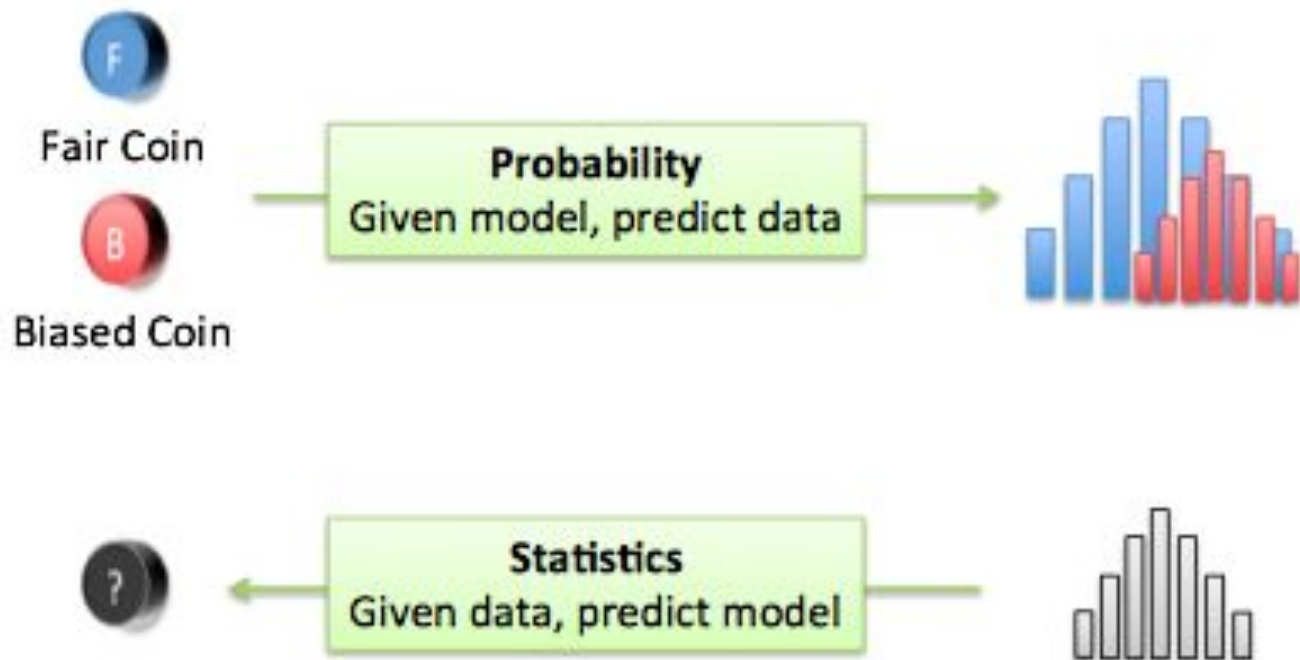 F
Fair Coin
B
Biased Coin
Probability
Given model, predict data
?
Statistics
Given data, predict model